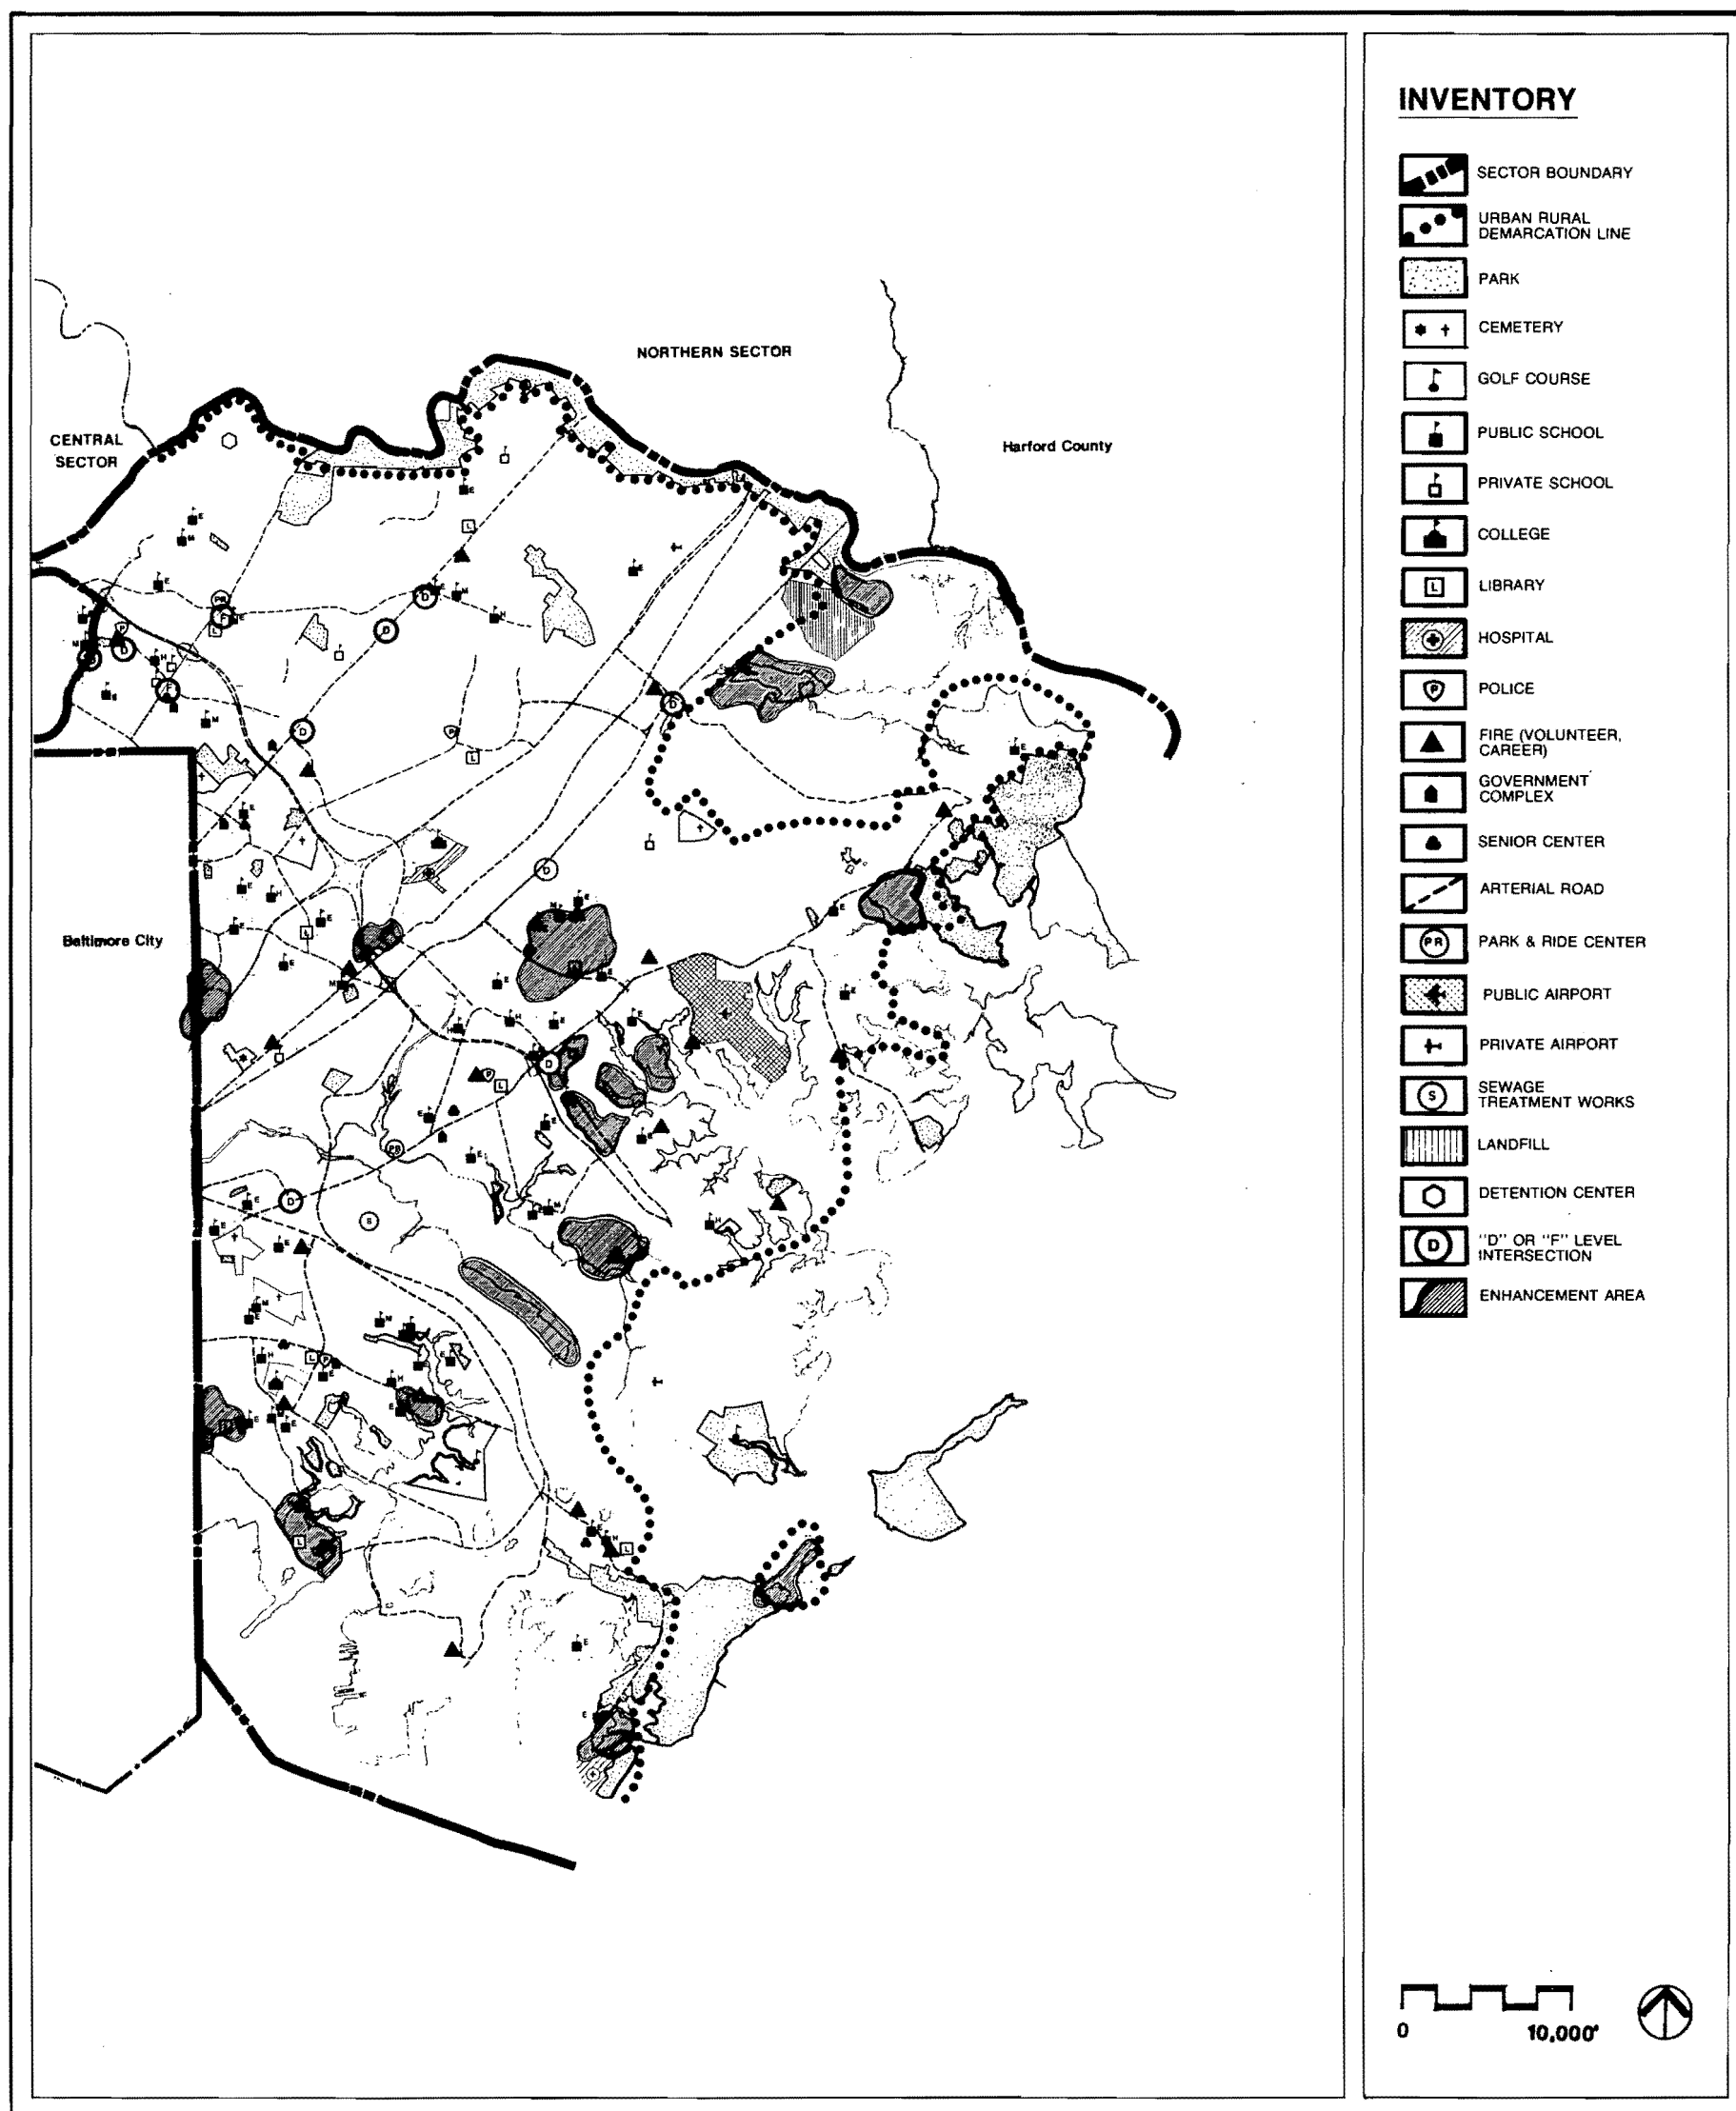 INVENTORY
SECTOR BOUNDARY
URBAN RURAL
DEMARCATION LINE
PARK
CEMETERY
GOLF COURSE
PUBLIC SCHOOL
PRIVATE SCHOOL
COLLEGE
L
LIBRARY
HOSPITAL
P
POLICE
FIRE (VOLUNTEER,
CAREER)
GOVERNMENT
COMPLEX
SENIOR CENTER
ARTERIAL ROAD
PR
PARK & RIDE CENTER
PUBLIC AIRPORT
PRIVATE AIRPORT
S
SEWAGE
TREATMENT WORKS
LANDFILL
DETENTION CENTER
D
"D" OR "F" LEVEL
INTERSECTION
ENHANCEMENT AREA
0
10,000'
NORTHERN SECTOR
CENTRAL
SECTOR
Harford County
Baltimore City